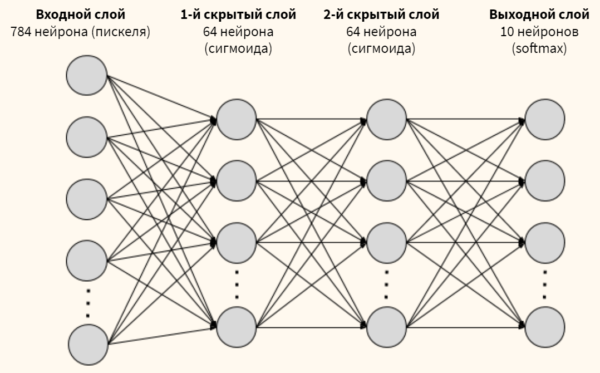 Входной слой
784 нейрона (пискеля)
1-й скрытый слой
64 нейрона
(сигмоида)
2-й скрытый слой
64 нейрона
(сигмоида)
Выходной слой
10 нейронов
(softmax)